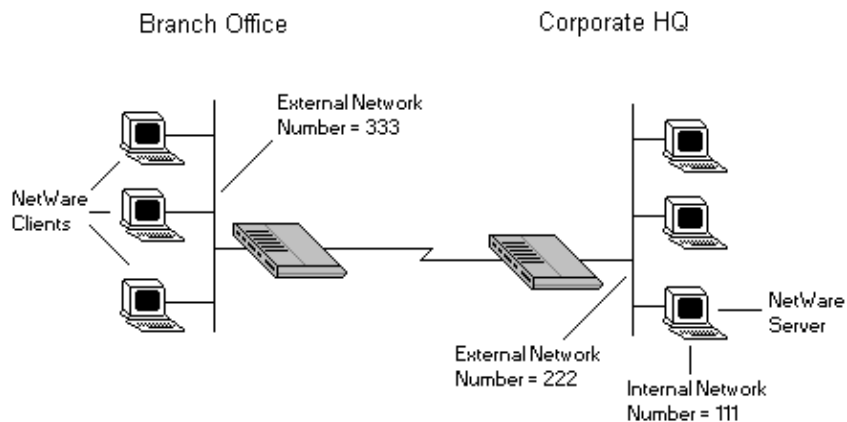 Branch Office
Corporate HQ
External Network
Number = 333
NetWare
Clients
NetWare
Server
External Network
Number = 222
Internal Network
Number = 111